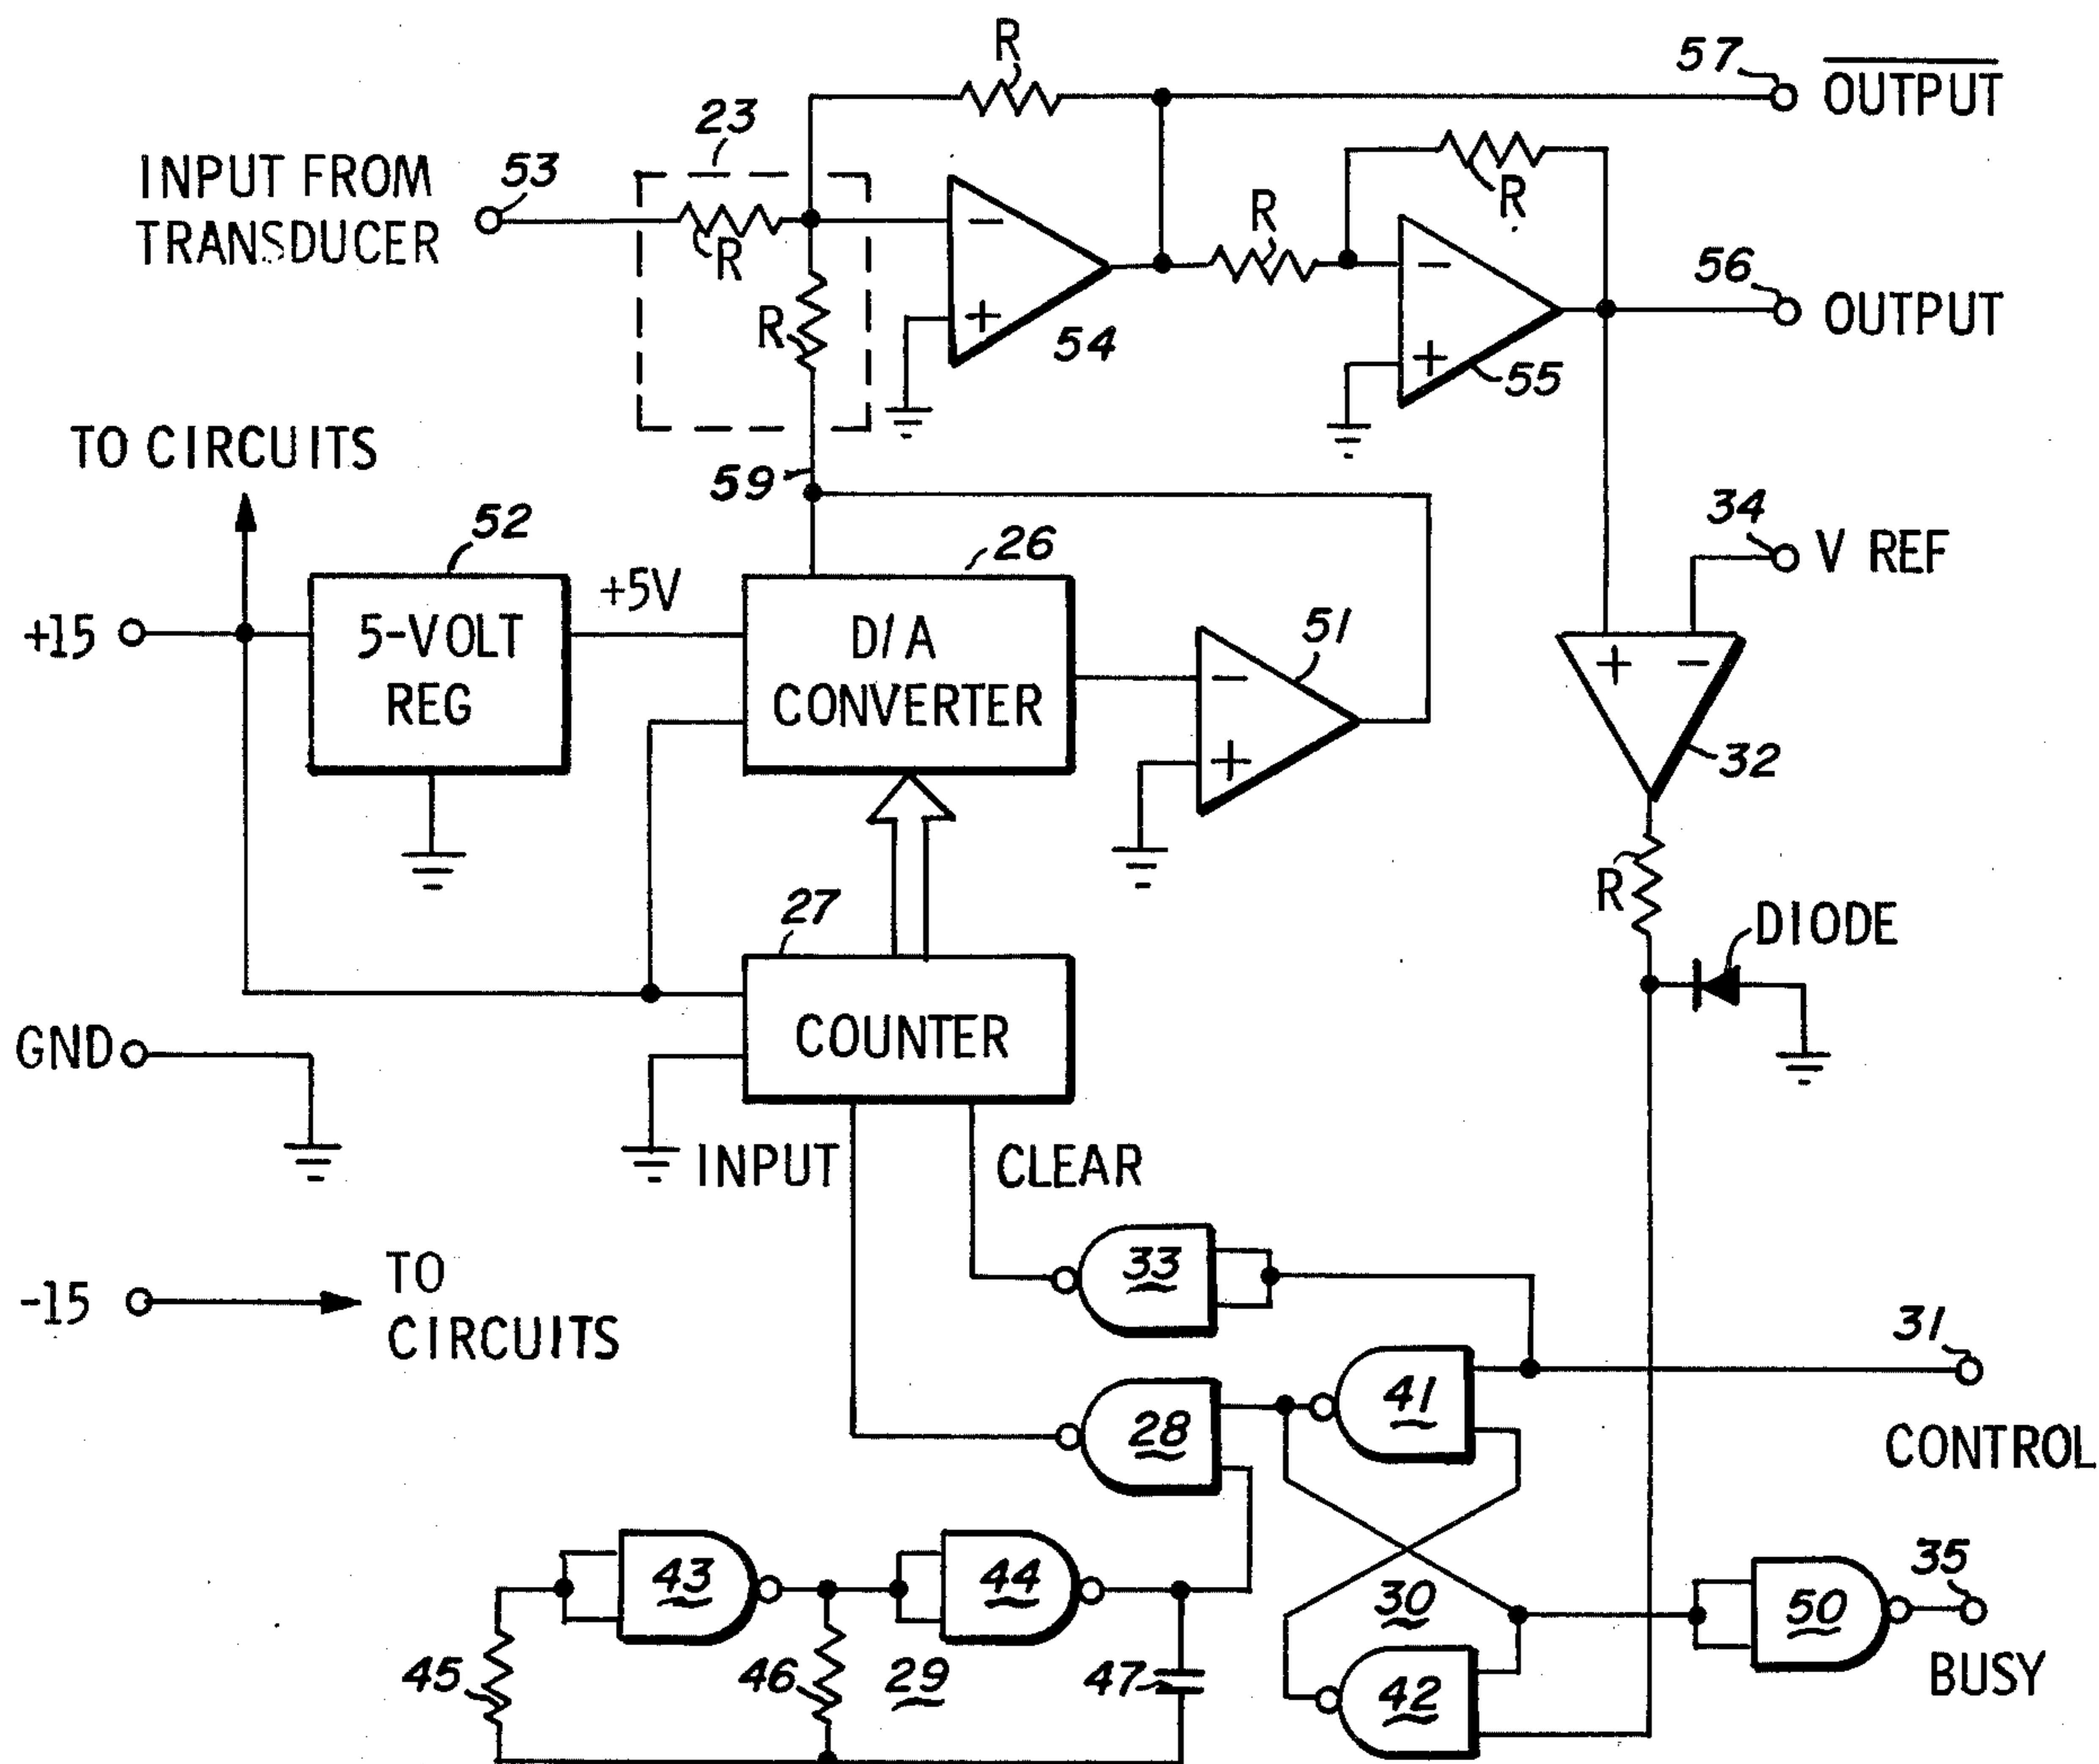 R
57
OUTPUT
23
INPUT FROM
TRANSDUCER
53
R
R
R
R
54
55
56
OUTPUT
TO CIRCUITS
59
52
+5V
26
34
V REF
+15
5-VOLT
REG
D/A
CONVERTER
51
32
R
DIODE
27
COUNTER
GND
INPUT
CLEAR
-15
TO
CIRCUITS
33
31
CONTROL
41
28
43
44
30
50
35
BUSY
45
46
29
47
42